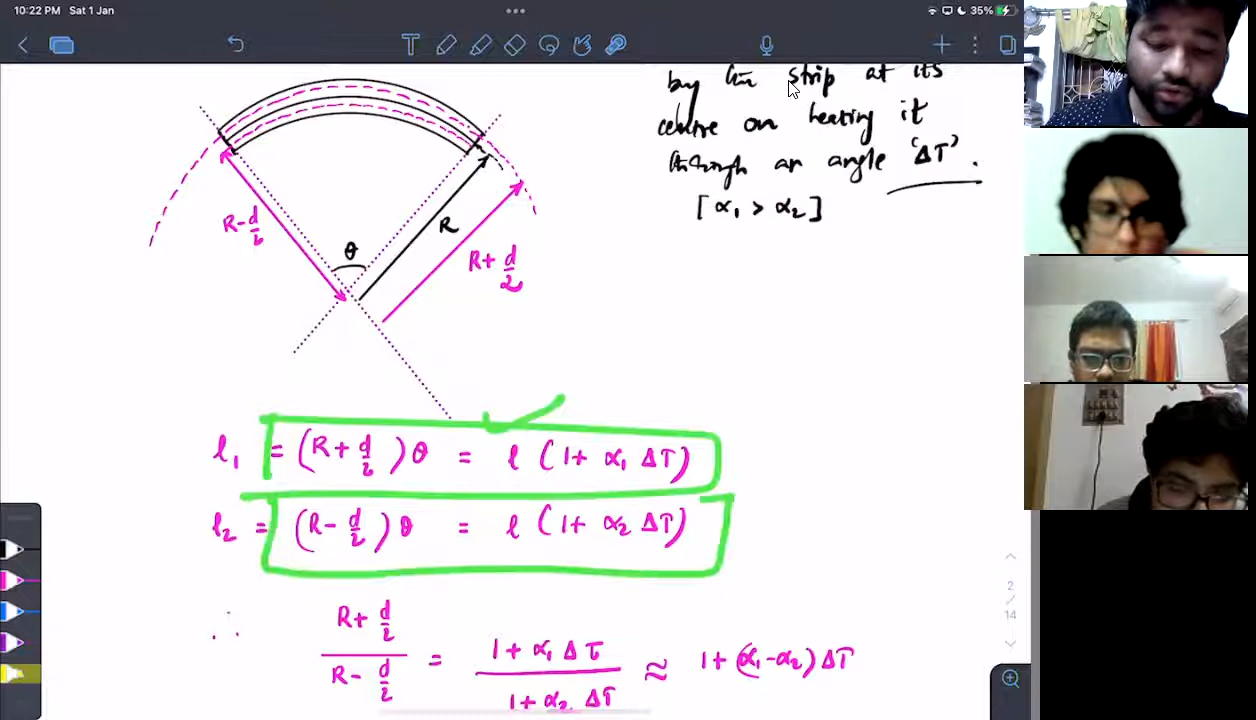 10:22 PM Sat 1 Jan
35%
by the strip at its
centre on heating it
through an angle 'ΔT'.
[α₁ > α₂]
R-d/2
θ
R
R+ d/2
l₁ = (R+ d/2)θ = l (1+ α₁ ΔT)
l₂ = (R- d/2)θ = l (1+ α₂ ΔT)
∴ (R+ d/2)/(R- d/2) = (1+ α₁ ΔT)/(1+ α₂ ΔT) ≈ 1+ (α₁-α₂) ΔT
2
/
14